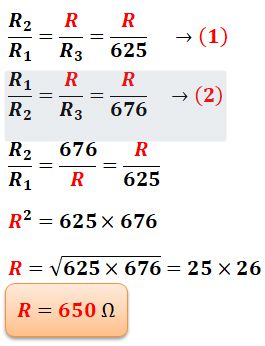 R₂/R₁ = R/R₃ = R/625 → (1)
R₁/R₂ = R/R₃ = R/676 → (2)
R₂/R₁ = 676/R = R/625
R² = 625 × 676
R = √(625 × 676) = 25 × 26
R = 650 Ω